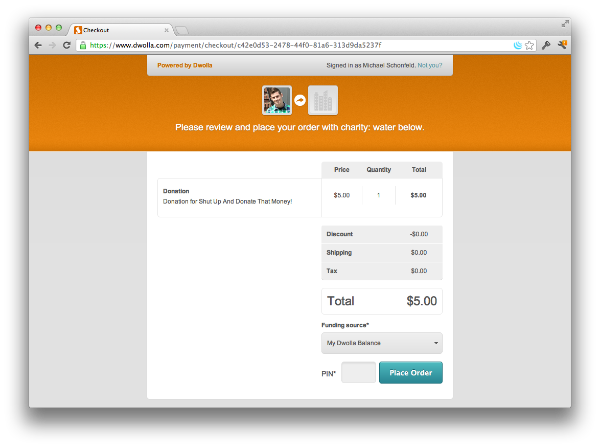 Checkout
https://www.dwolla.com/payment/checkout/c42e0d53-2478-44f0-81a6-313d9da5237f
Powered by Dwolla
Signed in as Michael Schonfeld. Not you?
Please review and place your order with charity: water below.
Price Quantity Total
Donation
Donation for Shut Up And Donate That Money!
$5.00 1 $5.00
Discount -$0.00
Shipping $0.00
Tax $0.00
Total $5.00
Funding source*
My Dwolla Balance
PIN* Place Order